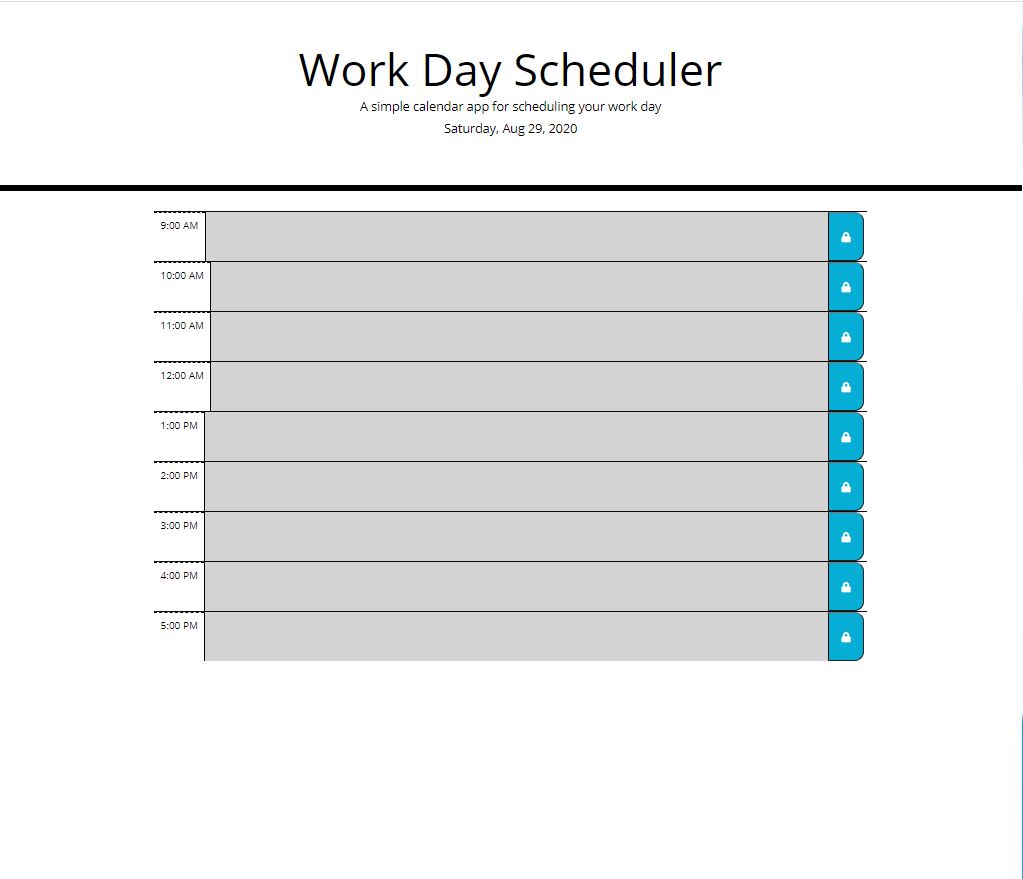 Work Day Scheduler
A simple calendar app for scheduling your work day
Saturday, Aug 29, 2020
9:00 AM
10:00 AM
11:00 AM
12:00 AM
1:00 PM
2:00 PM
3:00 PM
4:00 PM
5:00 PM